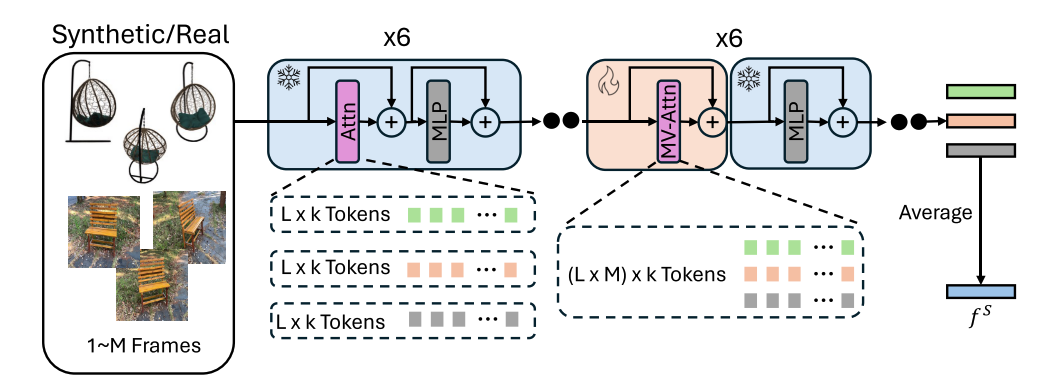 Synthetic/Real
1~M Frames
x6
Attn
+
MLP
+
L x k Tokens
L x k Tokens
L x k Tokens
x6
MV-Attn
+
MLP
+
(L x M) x k Tokens
Average
f^S